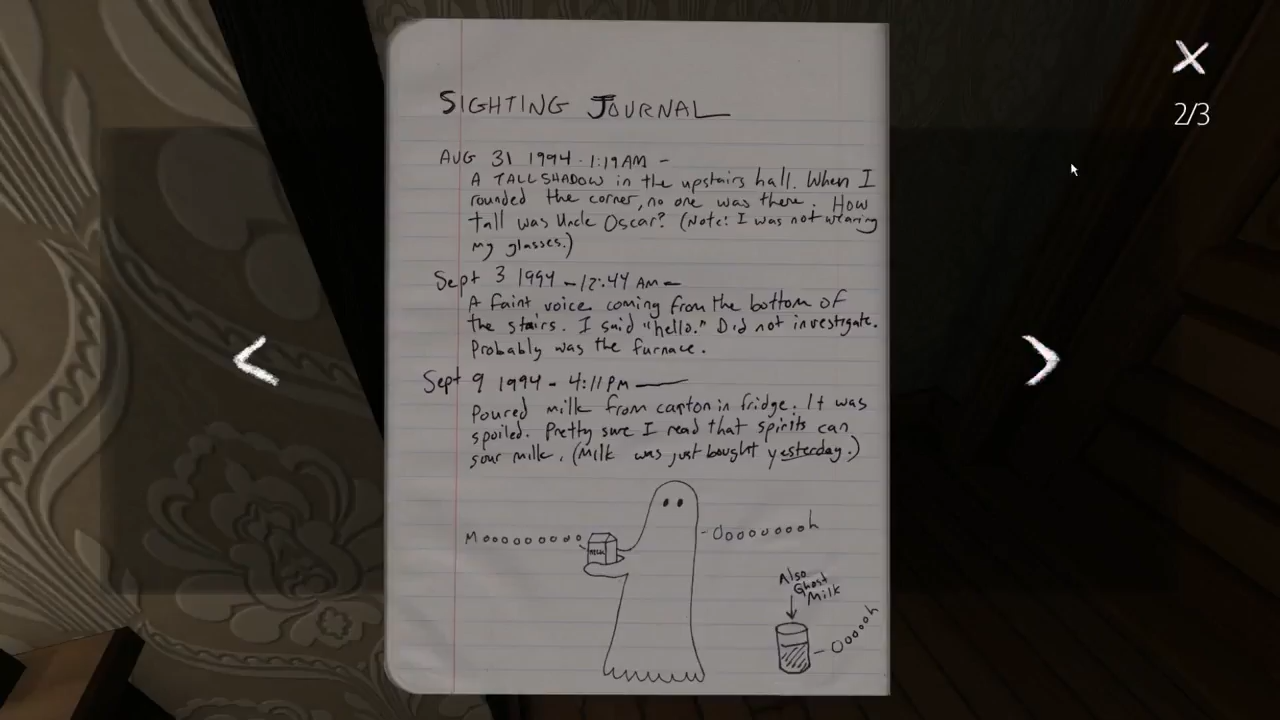 SIGHTING JOURNAL
2/3
AUG 31 1994 - 1:19 AM -
A TALL SHADOW in the upstairs hall. When I
rounded the corner, no one was there. How
tall was Uncle Oscar? (Note: I was not wearing
my glasses.)
Sept 3 1994 - 12:44 AM -
A faint voice coming from the bottom of
the stairs. I said "hello." Did not investigate.
Probably was the furnace.
Sept 9 1994 - 4:11 PM -
Poured milk from carton in fridge. It was
spoiled. Pretty sure I read that spirits can
sour milk. (Milk was just bought yesterday.)
Mooooooooo
MILK
-Ooooooooh
Also
Ghost
Milk
-Oooooh